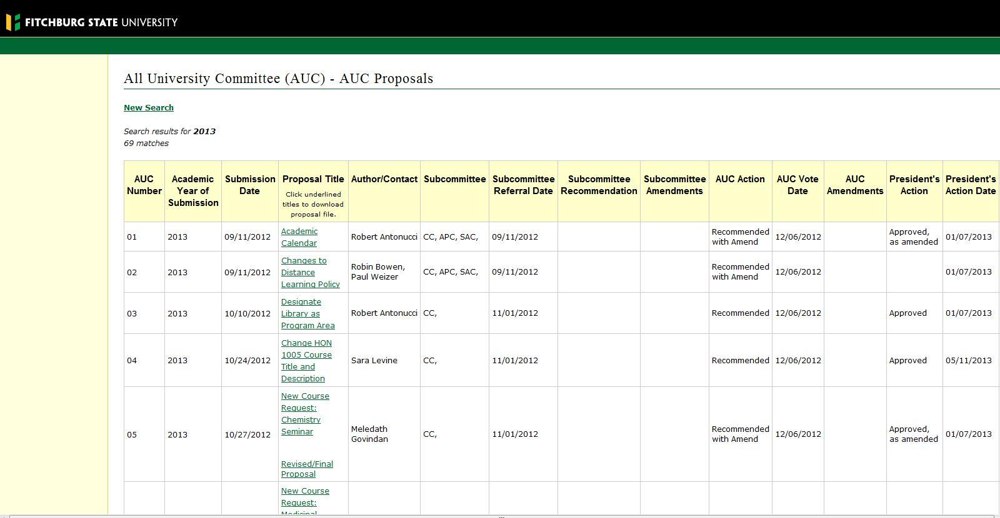 FITCHBURG STATE UNIVERSITY
All University Committee (AUC) - AUC Proposals
New Search
Search results for 2013
69 matches
AUC Number
Academic Year of Submission
Submission Date
Proposal Title
Click underlined titles to download proposal file.
Author/Contact
Subcommittee
Subcommittee Referral Date
Subcommittee Recommendation
Subcommittee Amendments
AUC Action
AUC Vote Date
AUC Amendments
President's Action
President's Action Date
01
2013
09/11/2012
Academic Calendar
Robert Antonucci
CC, APC, SAC,
09/11/2012
Recommended with Amend
12/06/2012
Approved, as amended
01/07/2013
02
2013
09/11/2012
Changes to Distance Learning Policy
Robin Bowen, Paul Weizer
CC, APC, SAC,
09/11/2012
Recommended with Amend
12/06/2012
01/07/2013
03
2013
10/10/2012
Designate Library as Program Area
Robert Antonucci
CC,
11/01/2012
Recommended
12/06/2012
Approved
01/07/2013
04
2013
10/24/2012
Change HON 1005 Course Title and Description
Sara Levine
CC,
11/01/2012
Recommended
12/06/2012
Approved
05/11/2013
05
2013
10/27/2012
New Course Request: Chemistry Seminar
Revised/Final Proposal
Meledath Govindan
CC,
11/01/2012
Recommended with Amend
12/06/2012
Approved, as amended
01/07/2013
New Course Request: Medicinal